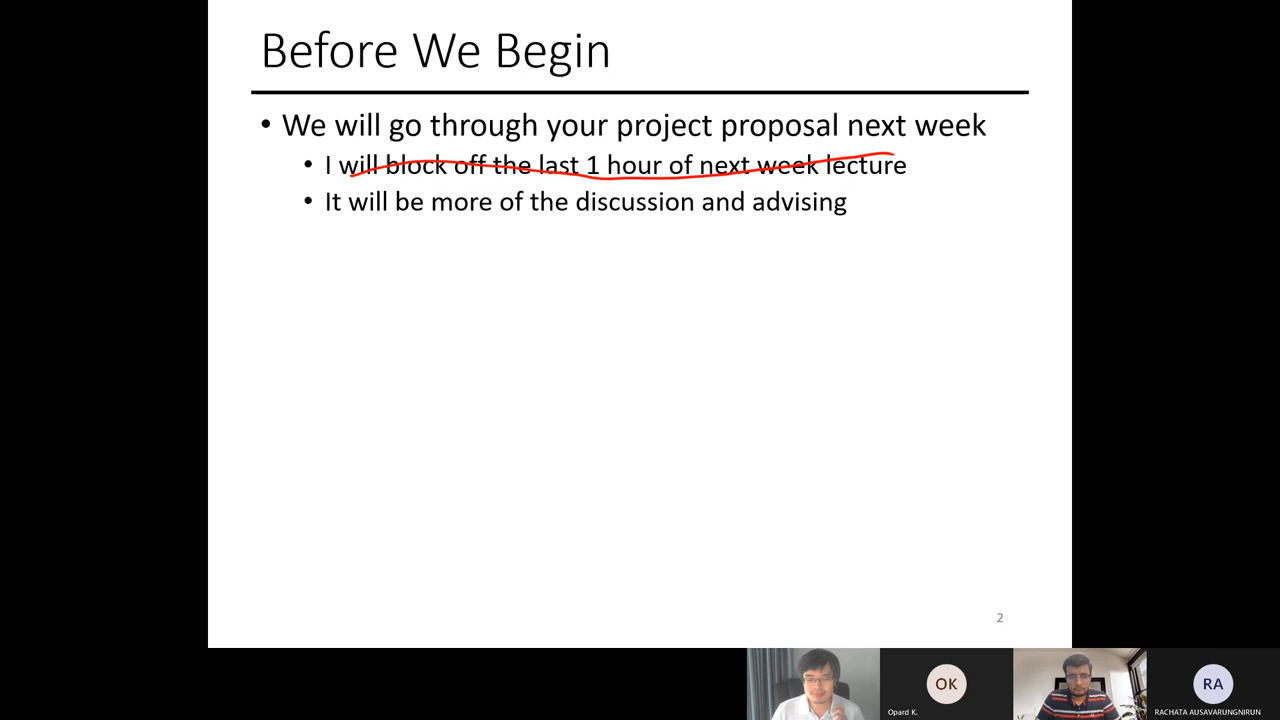 Before We Begin
• We will go through your project proposal next week
• I will block off the last 1 hour of next week lecture
• It will be more of the discussion and advising
2
OK
RA
Opard K.
RACHATA AUSAVARUNGNIRUN